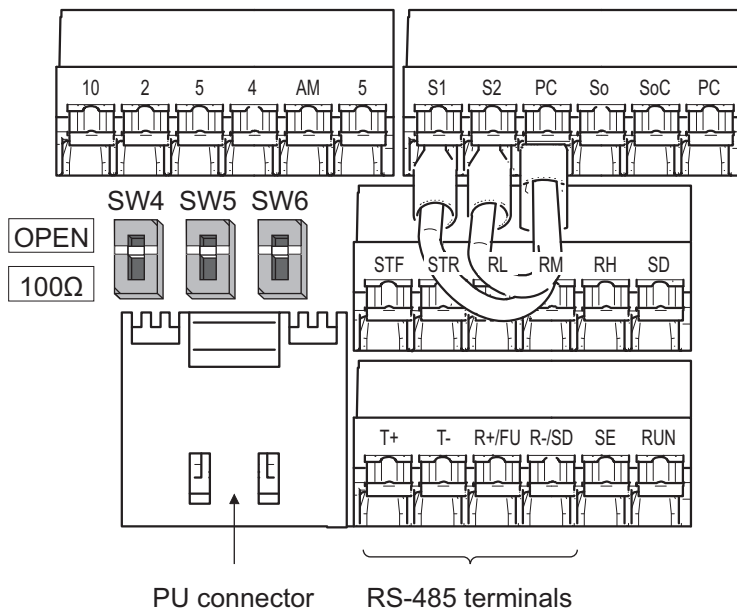 10 2 5 4 AM 5 S1 S2 PC So SoC PC
SW4 SW5 SW6
OPEN
100Ω
STF STR RL RM RH SD
T+ T- R+/FU R-/SD SE RUN
PU connector RS-485 terminals